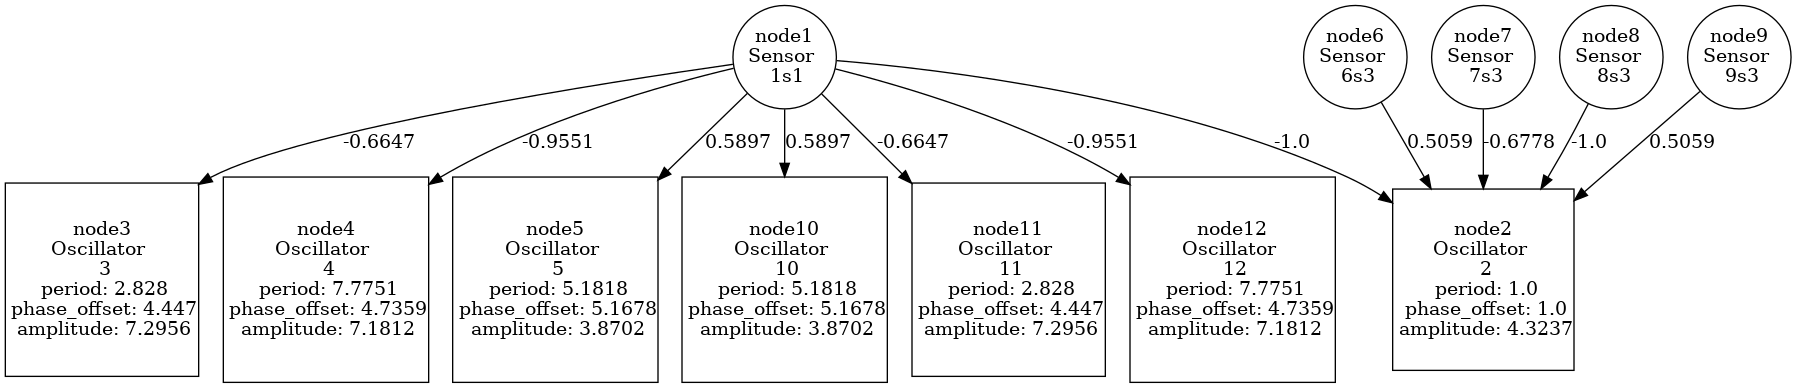 node1
Sensor
1s1
node6
Sensor
6s3
node7
Sensor
7s3
node8
Sensor
8s3
node9
Sensor
9s3
-0.6647
-0.9551
0.5897
0.5897
-0.6647
-0.9551
-1.0
0.5059
-0.6778
-1.0
0.5059
node3
Oscillator
3
period: 2.828
phase_offset: 4.447
amplitude: 7.2956
node4
Oscillator
4
period: 7.7751
phase_offset: 4.7359
amplitude: 7.1812
node5
Oscillator
5
period: 5.1818
phase_offset: 5.1678
amplitude: 3.8702
node10
Oscillator
10
period: 5.1818
phase_offset: 5.1678
amplitude: 3.8702
node11
Oscillator
11
period: 2.828
phase_offset: 4.447
amplitude: 7.2956
node12
Oscillator
12
period: 7.7751
phase_offset: 4.7359
amplitude: 7.1812
node2
Oscillator
2
period: 1.0
phase_offset: 1.0
amplitude: 4.3237